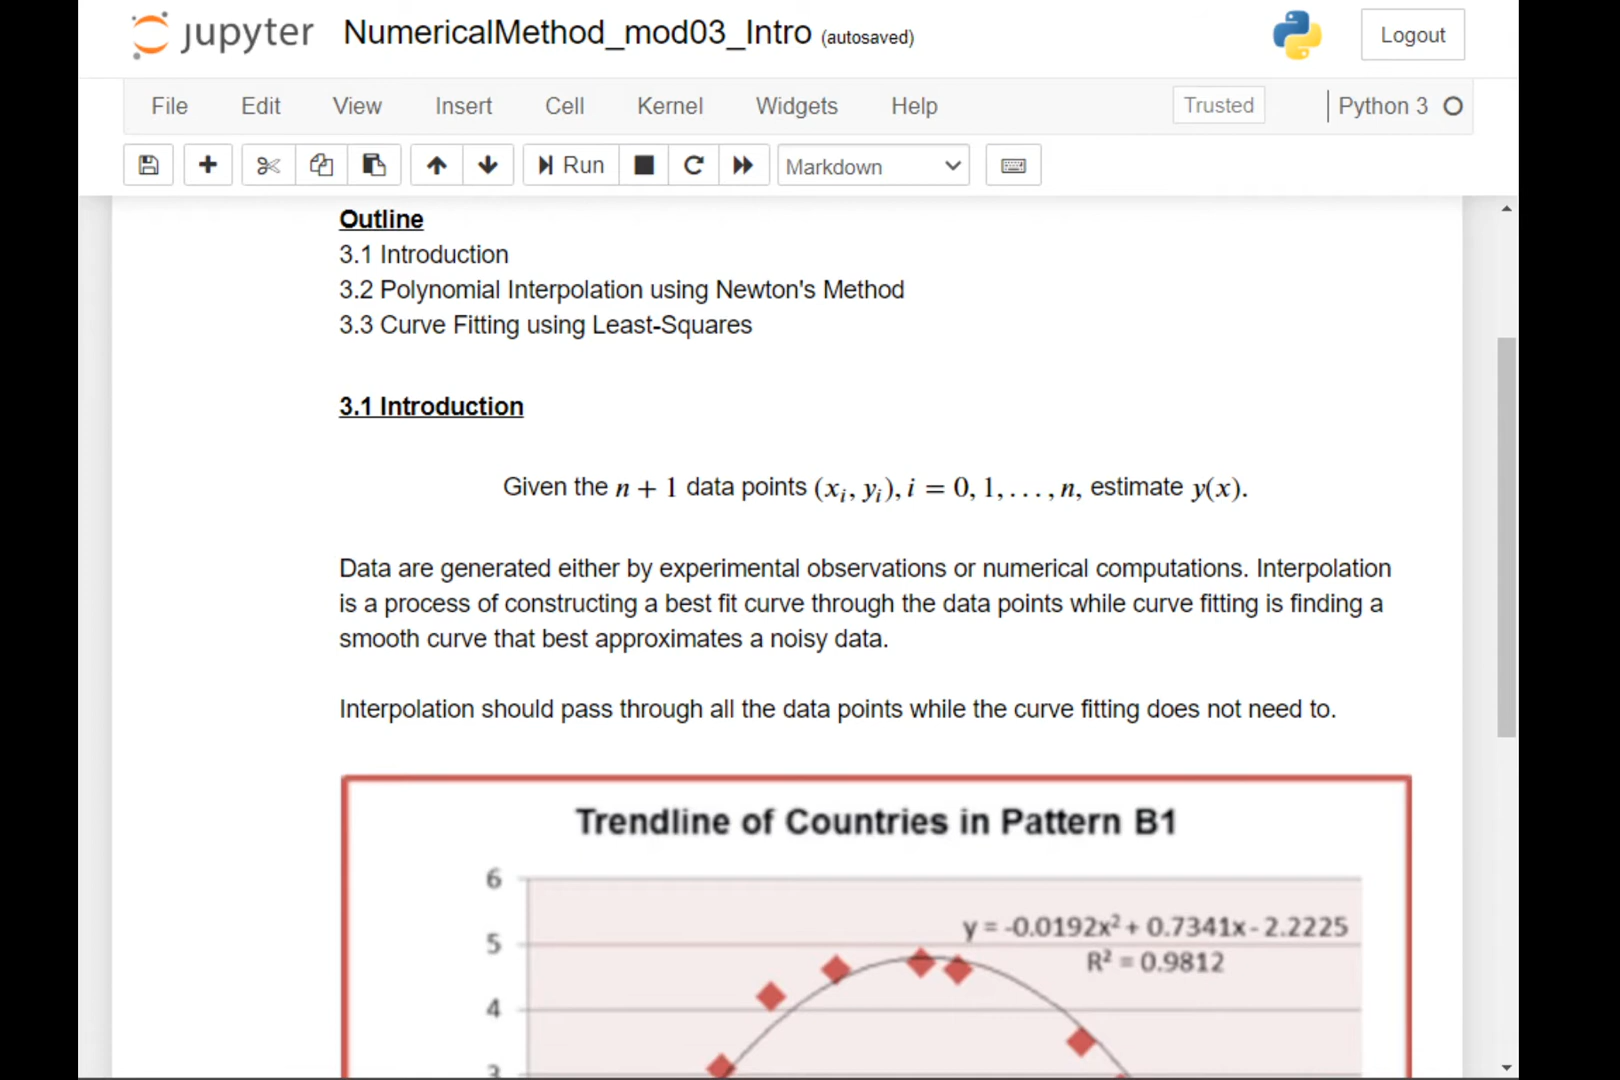 jupyter NumericalMethod_mod03_Intro (autosaved) Logout
File Edit View Insert Cell Kernel Widgets Help Trusted Python 3
Run Markdown
Outline
3.1 Introduction
3.2 Polynomial Interpolation using Newton's Method
3.3 Curve Fitting using Least-Squares
3.1 Introduction
Given the n + 1 data points (xᵢ, yᵢ), i = 0, 1, . . . , n, estimate y(x).
Data are generated either by experimental observations or numerical computations. Interpolation
is a process of constructing a best fit curve through the data points while curve fitting is finding a
smooth curve that best approximates a noisy data.
Interpolation should pass through all the data points while the curve fitting does not need to.
Trendline of Countries in Pattern B1
6
y = -0.0192x² + 0.7341x - 2.2225
5
R² = 0.9812
4
3